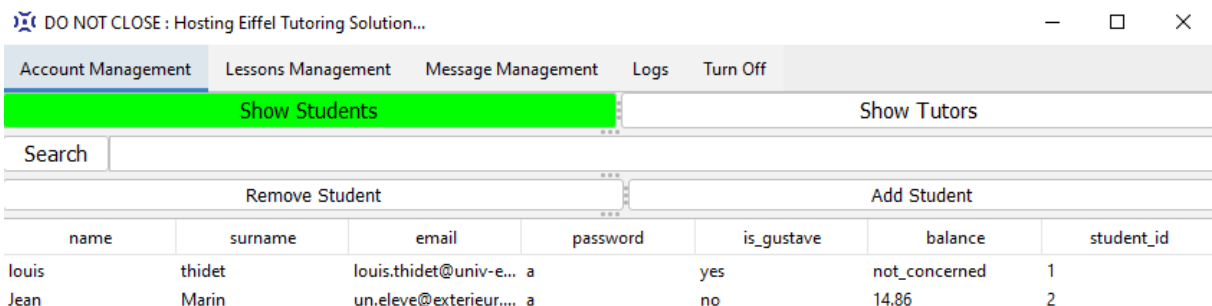 DO NOT CLOSE : Hosting Eiffel Tutoring Solution...
Account Management Lessons Management Message Management Logs Turn Off
Show Students Show Tutors
Search
Remove Student Add Student
name surname email password is_gustave balance student_id
louis thidet louis.thidet@univ-e... a yes not_concerned 1
Jean Marin un.eleve@exterieur.... a no 14.86 2